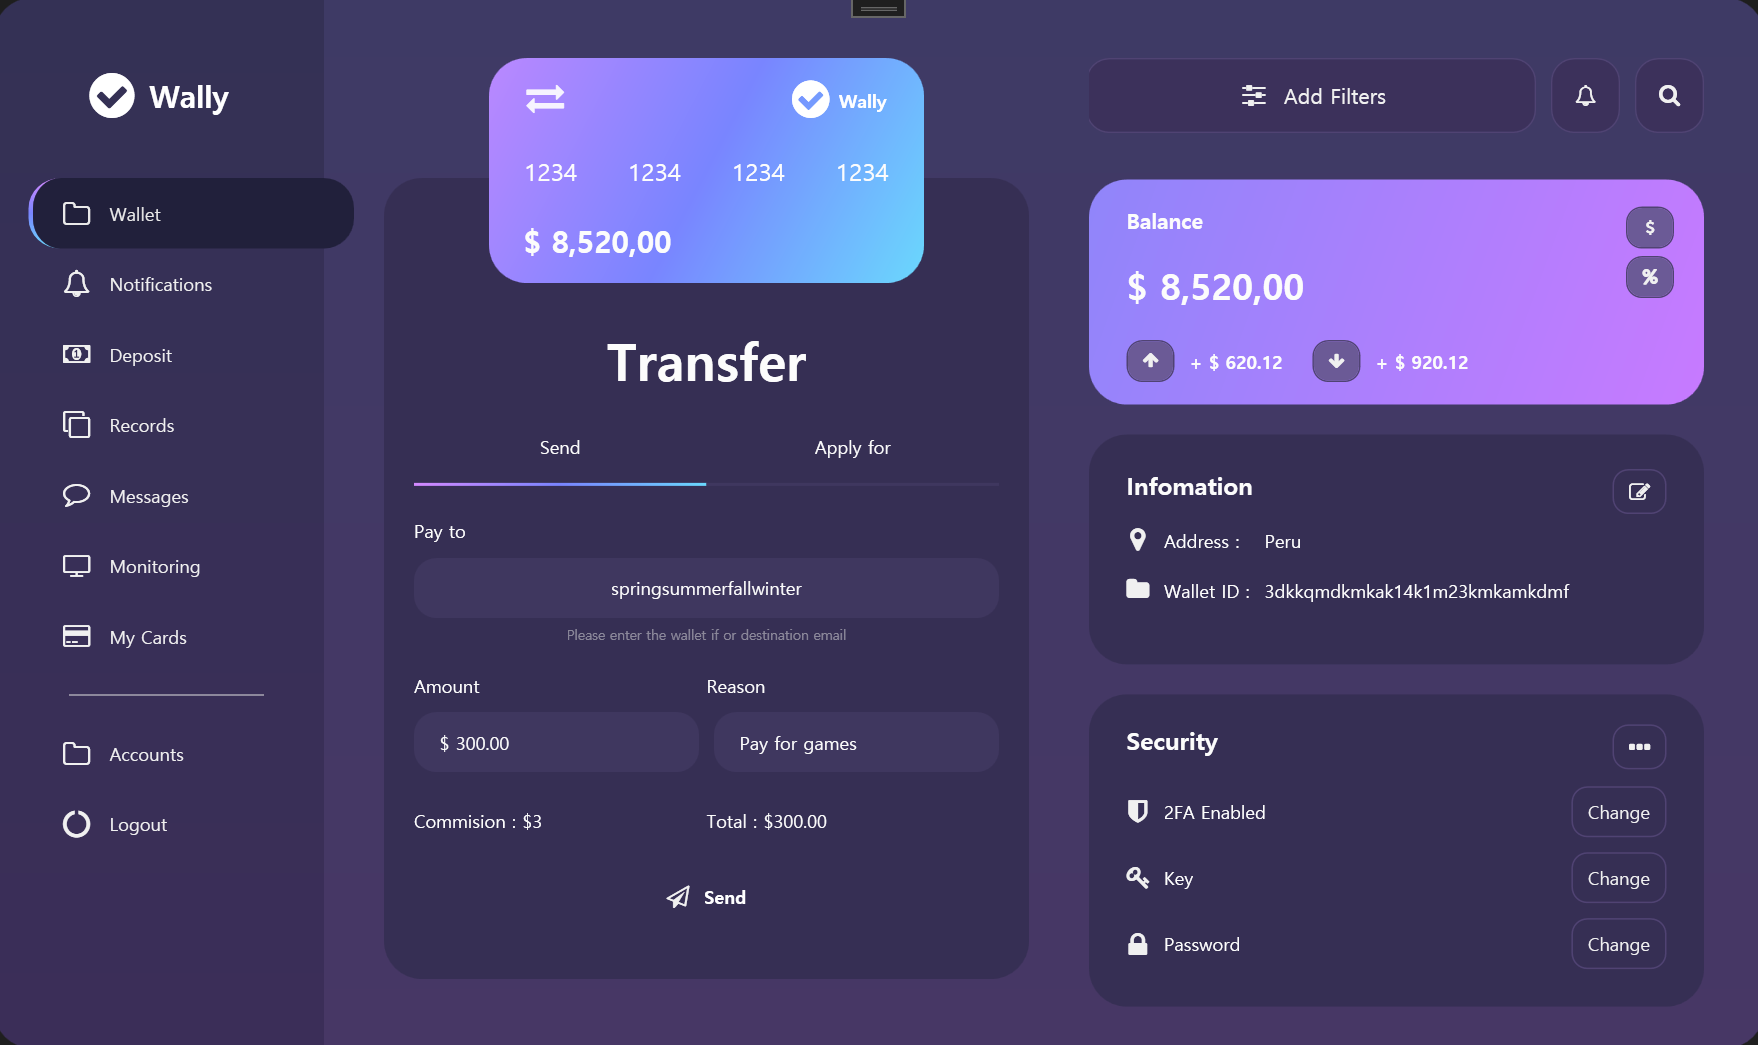 Wally
Wallet
Notifications
Deposit
Records
Messages
Monitoring
My Cards
Accounts
Logout
Wally
1234 1234 1234 1234
$ 8,520,00
Transfer
Send Apply for
Pay to
springsummerfallwinter
Please enter the wallet if or destination email
Amount Reason
$ 300.00 Pay for games
Commision : $3 Total : $300.00
Send
Add Filters
Balance
$
$ 8,520,00
%
+ $ 620.12 + $ 920.12
Infomation
Address : Peru
Wallet ID : 3dkkqmdkmkak14k1m23kmkamkdmf
Security
2FA Enabled Change
Key Change
Password Change